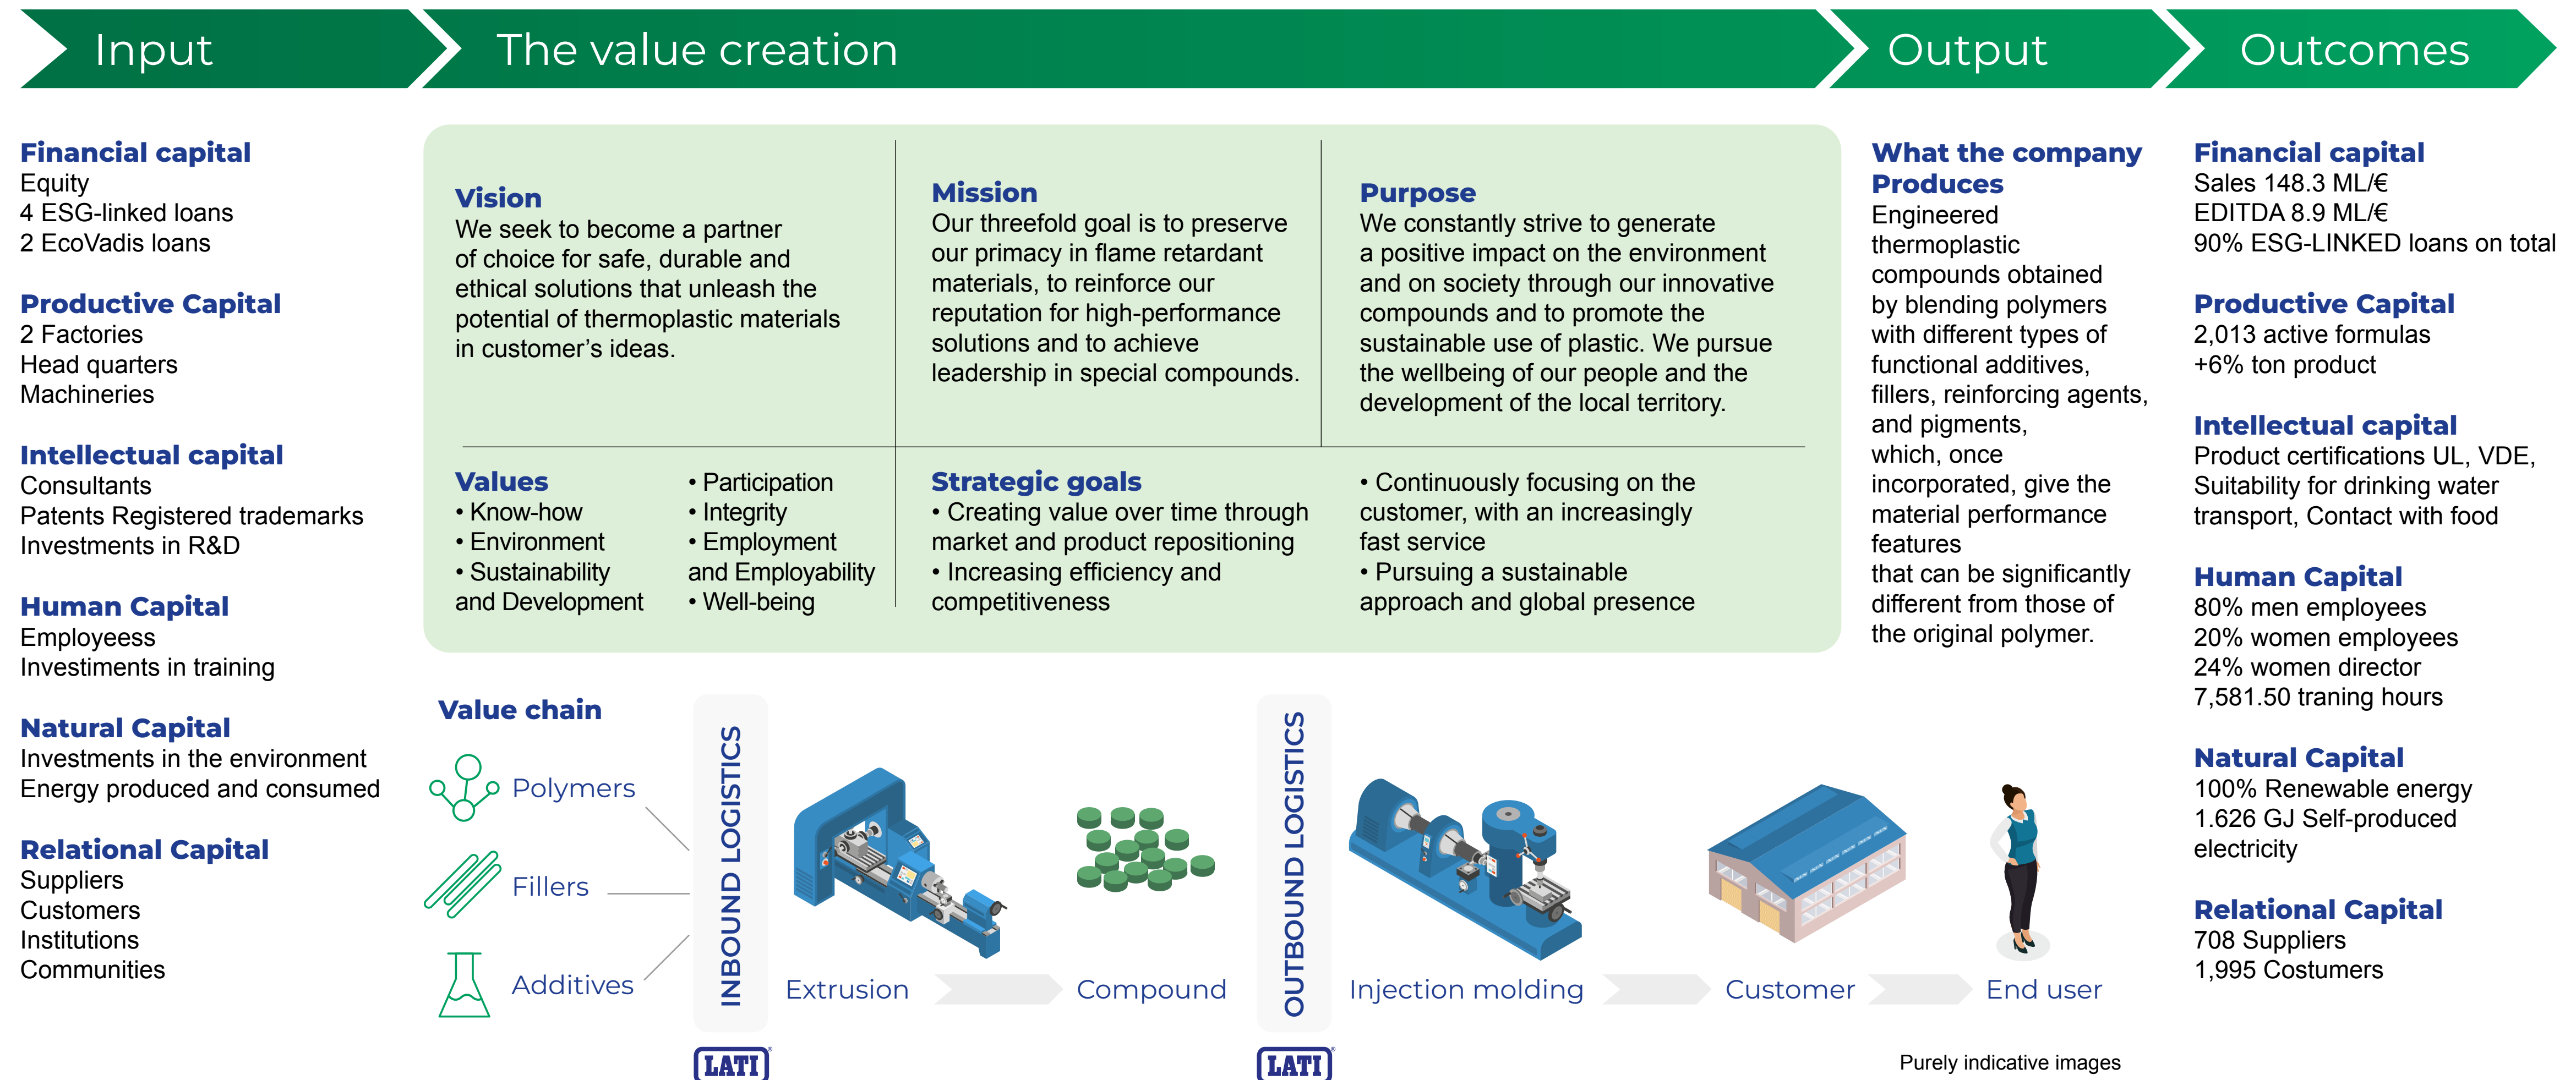 Input
The value creation
Output
Outcomes
Financial capital
Equity
4 ESG-linked loans
2 EcoVadis loans
Productive Capital
2 Factories
Head quarters
Machineries
Intellectual capital
Consultants
Patents Registered trademarks
Investments in R&D
Human Capital
Employeess
Investiments in training
Natural Capital
Investments in the environment
Energy produced and consumed
Relational Capital
Suppliers
Customers
Institutions
Communities
Vision
We seek to become a partner
of choice for safe, durable and
ethical solutions that unleash the
potential of thermoplastic materials
in customer’s ideas.
Mission
Our threefold goal is to preserve
our primacy in flame retardant
materials, to reinforce our
reputation for high-performance
solutions and to achieve
leadership in special compounds.
Purpose
We constantly strive to generate
a positive impact on the environment
and on society through our innovative
compounds and to promote the
sustainable use of plastic. We pursue
the wellbeing of our people and the
development of the local territory.
Values
• Know-how
• Environment
• Sustainability
and Development
• Participation
• Integrity
• Employment
and Employability
• Well-being
Strategic goals
• Creating value over time through
market and product repositioning
• Increasing efficiency and
competitiveness
• Continuously focusing on the
customer, with an increasingly
fast service
• Pursuing a sustainable
approach and global presence
Value chain
Polymers
Fillers
Additives
INBOUND LOGISTICS
LATI®
Extrusion
Compound
OUTBOUND LOGISTICS
LATI®
Injection molding
Customer
End user
Purely indicative images
What the company
Produces
Engineered
thermoplastic
compounds obtained
by blending polymers
with different types of
functional additives,
fillers, reinforcing agents,
and pigments,
which, once
incorporated, give the
material performance
features
that can be significantly
different from those of
the original polymer.
Financial capital
Sales 148.3 ML/€
EDITDA 8.9 ML/€
90% ESG-LINKED loans on total
Productive Capital
2,013 active formulas
+6% ton product
Intellectual capital
Product certifications UL, VDE,
Suitability for drinking water
transport, Contact with food
Human Capital
80% men employees
20% women employees
24% women director
7,581.50 traning hours
Natural Capital
100% Renewable energy
1.626 GJ Self-produced
electricity
Relational Capital
708 Suppliers
1,995 Costumers